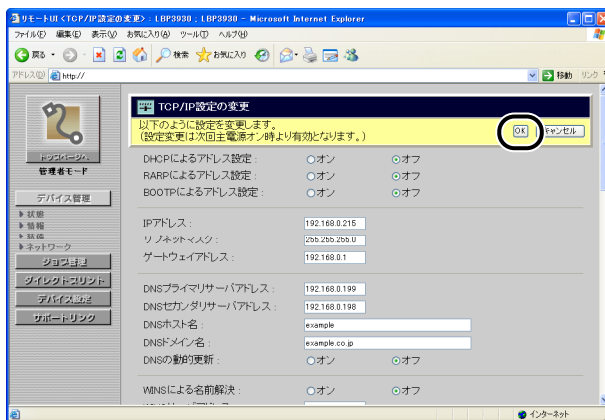 リモートUI <TCP/IP設定の変更> : LBP3930 : LBP3930 - Microsoft Internet Explorer
ファイル(F) 編集(E) 表示(V) お気に入り(A) ツール(T) ヘルプ(H)
戻る 検索 お気に入り
アドレス(D) http:// 移動 リンク
TCP/IP設定の変更
以下のように設定を変更します。
(設定変更は次回主電源オン時より有効となります。)
OK キャンセル
トップページへ
管理者モード
デバイス管理
状態
情報
ネットワーク
ジョブ管理
ダイレクトプリント
デバイス設定
サポートリンク
DHCPによるアドレス設定 : オン オフ
RARPによるアドレス設定 : オン オフ
BOOTPによるアドレス設定 : オン オフ
IPアドレス : 192.168.0.215
サブネットマスク : 255.255.255.0
ゲートウェイアドレス : 192.168.0.1
DNSプライマリサーバアドレス : 192.168.0.199
DNSセカンダリサーバアドレス : 192.168.0.198
DNSホスト名 : example
DNSドメイン名 : example.co.jp
DNSの動的更新 : オン オフ
WINSによる名前解決 : オン オフ
インターネット